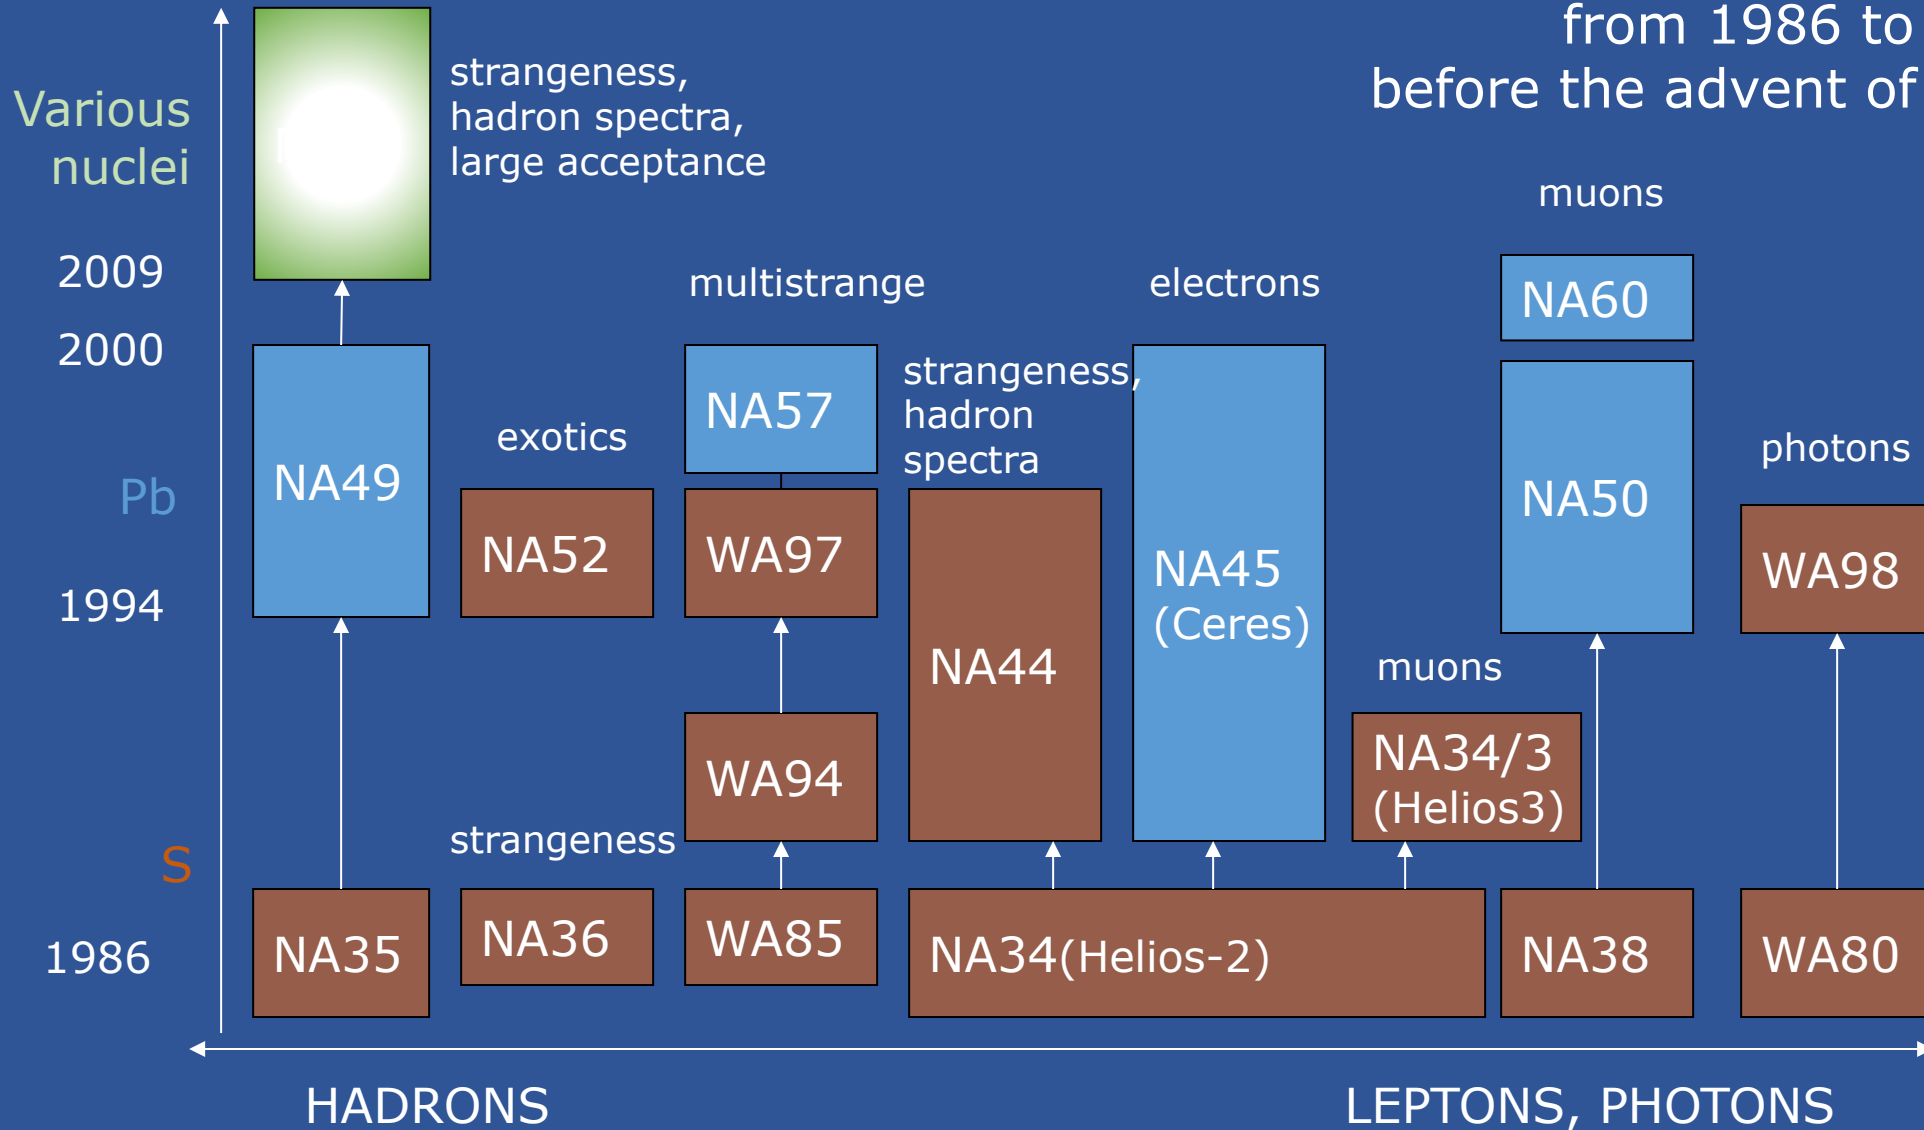 from 1986 to
before the advent of
strangeness,
hadron spectra,
large acceptance
Various
nuclei
muons
2009
multistrange
electrons
NA60
2000
strangeness,
hadron
spectra
NA57
exotics
photons
NA49
Pb
NA50
NA52
WA97
NA45
(Ceres)
WA98
1994
NA44
muons
WA94
NA34/3
(Helios3)
strangeness
S
1986
NA35
NA36
WA85
NA34(Helios-2)
NA38
WA80
HADRONS
LEPTONS, PHOTONS